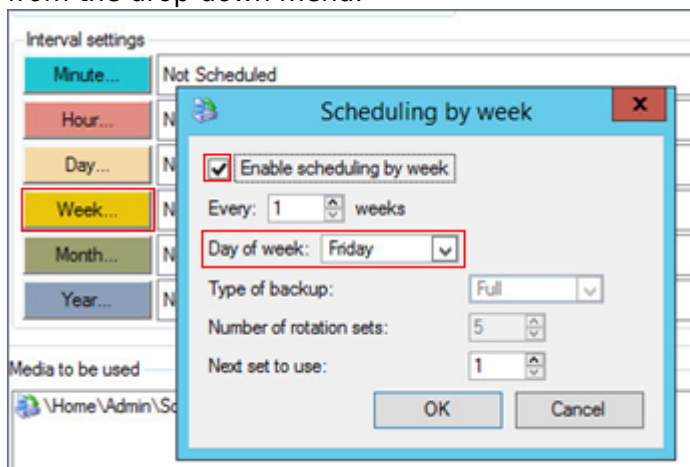 from the drop-down menu.
Interval settings
Minute... Not Scheduled
Scheduling by week x
Hour... N
Day... N
Enable scheduling by week
Week... N
Every: 1 weeks
Month... N
Day of week: Friday
Year... N
Type of backup: Full
Number of rotation sets: 5
Media to be used
Next set to use: 1
\Home\Admin\Sc
OK Cancel